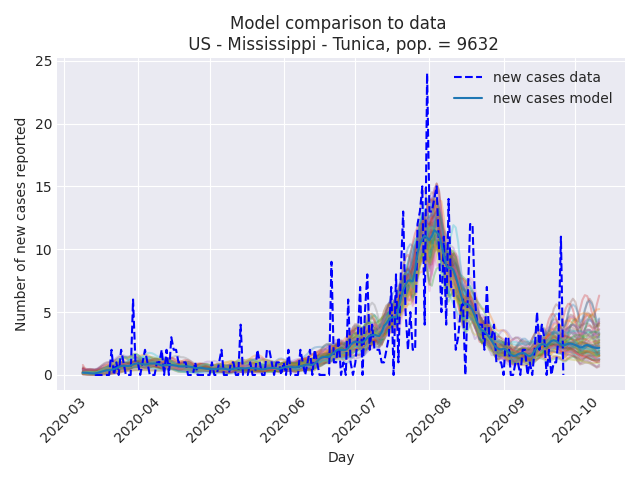 Model comparison to data
US - Mississippi - Tunica, pop. = 9632
new cases data
new cases model
Number of new cases reported
25
20
15
10
5
0
2020-03
2020-04
2020-05
2020-06
2020-07
2020-08
2020-09
2020-10
Day